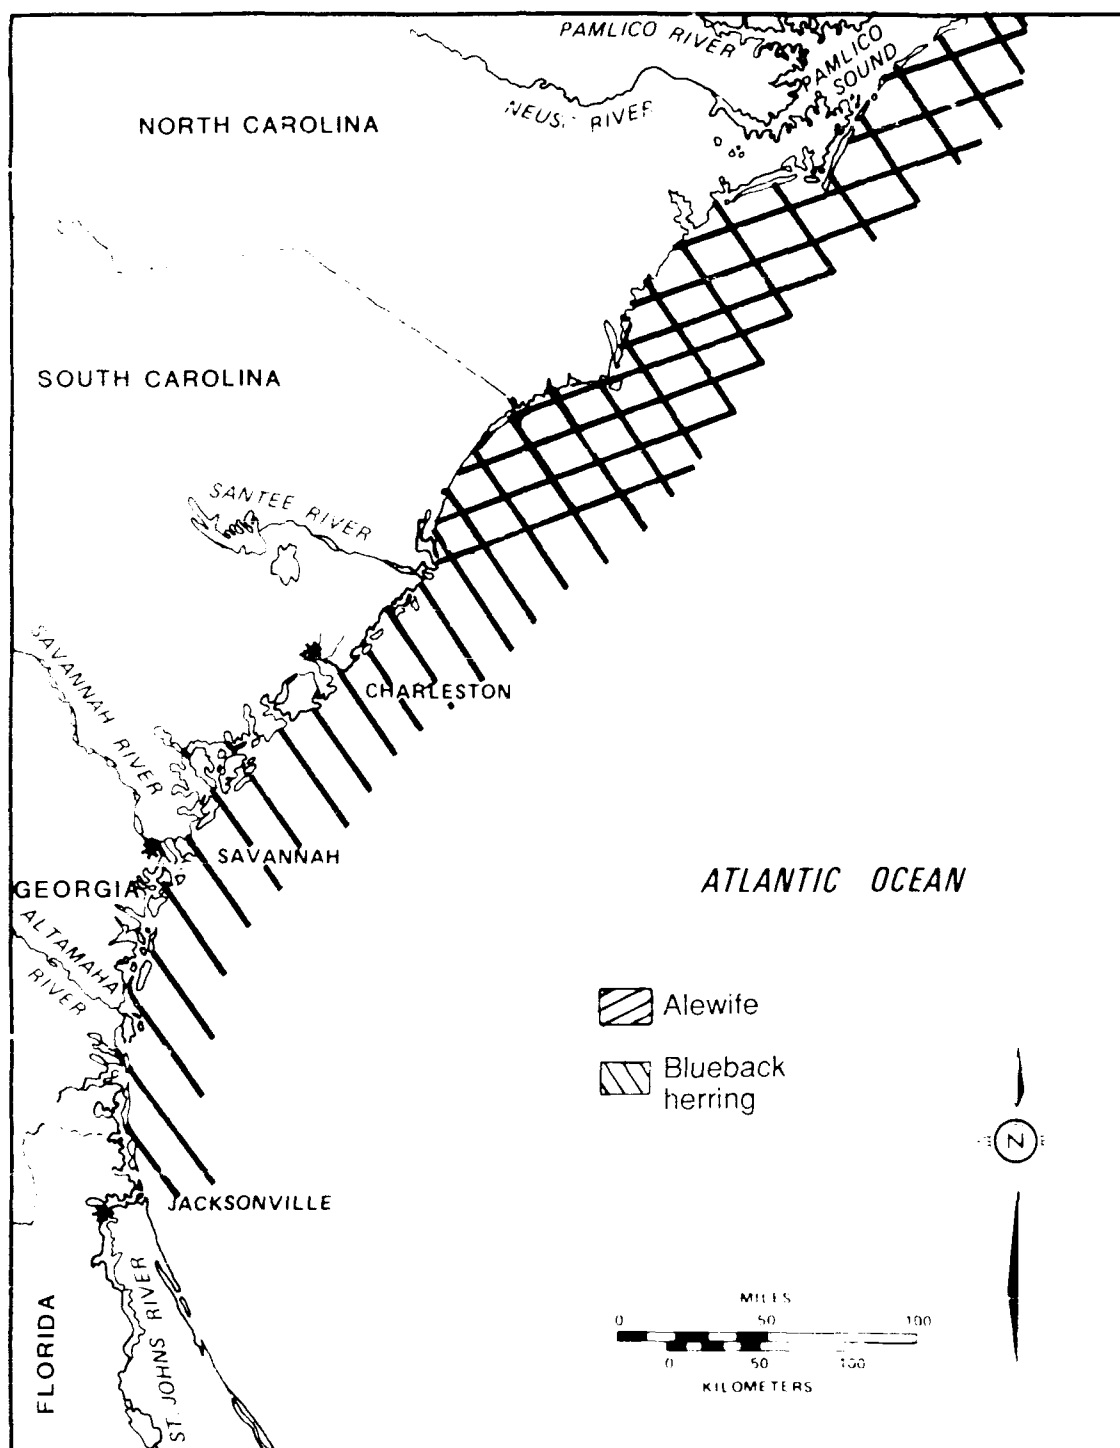 PAMLICO RIVER
PAMLICO
SOUND
NEUSE RIVER
NORTH CAROLINA
SOUTH CAROLINA
SANTEE RIVER
SAVANNAH RIVER
CHARLESTON
SAVANNAH
GEORGIA
ALTAMAHA
RIVER
ATLANTIC OCEAN
Alewife
Blueback
herring
N
JACKSONVILLE
FLORIDA
ST. JOHNS RIVER
MILES
0 50 100
0 50 100
KILOMETERS